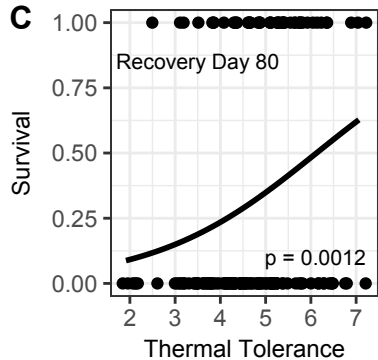 C
1.00
Recovery Day 80
0.75
Survival
0.50
0.25
p = 0.0012
0.00
2 3 4 5 6 7
Thermal Tolerance